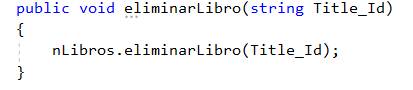 public void eliminarLibro(string Title_Id)
{
    nLibros.eliminarLibro(Title_Id);
}